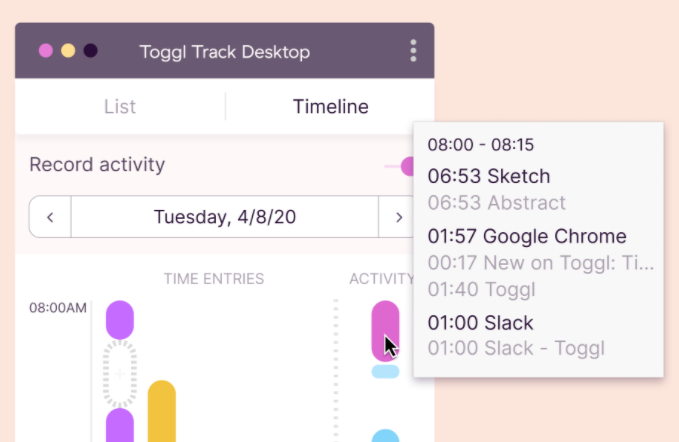 Toggl Track Desktop
List
Timeline
Record activity
Tuesday, 4/8/20
TIME ENTRIES
ACTIVITY
08:00AM
08:00 - 08:15
06:53 Sketch
06:53 Abstract
01:57 Google Chrome
00:17 New on Toggl: Ti...
01:40 Toggl
01:00 Slack
01:00 Slack - Toggl